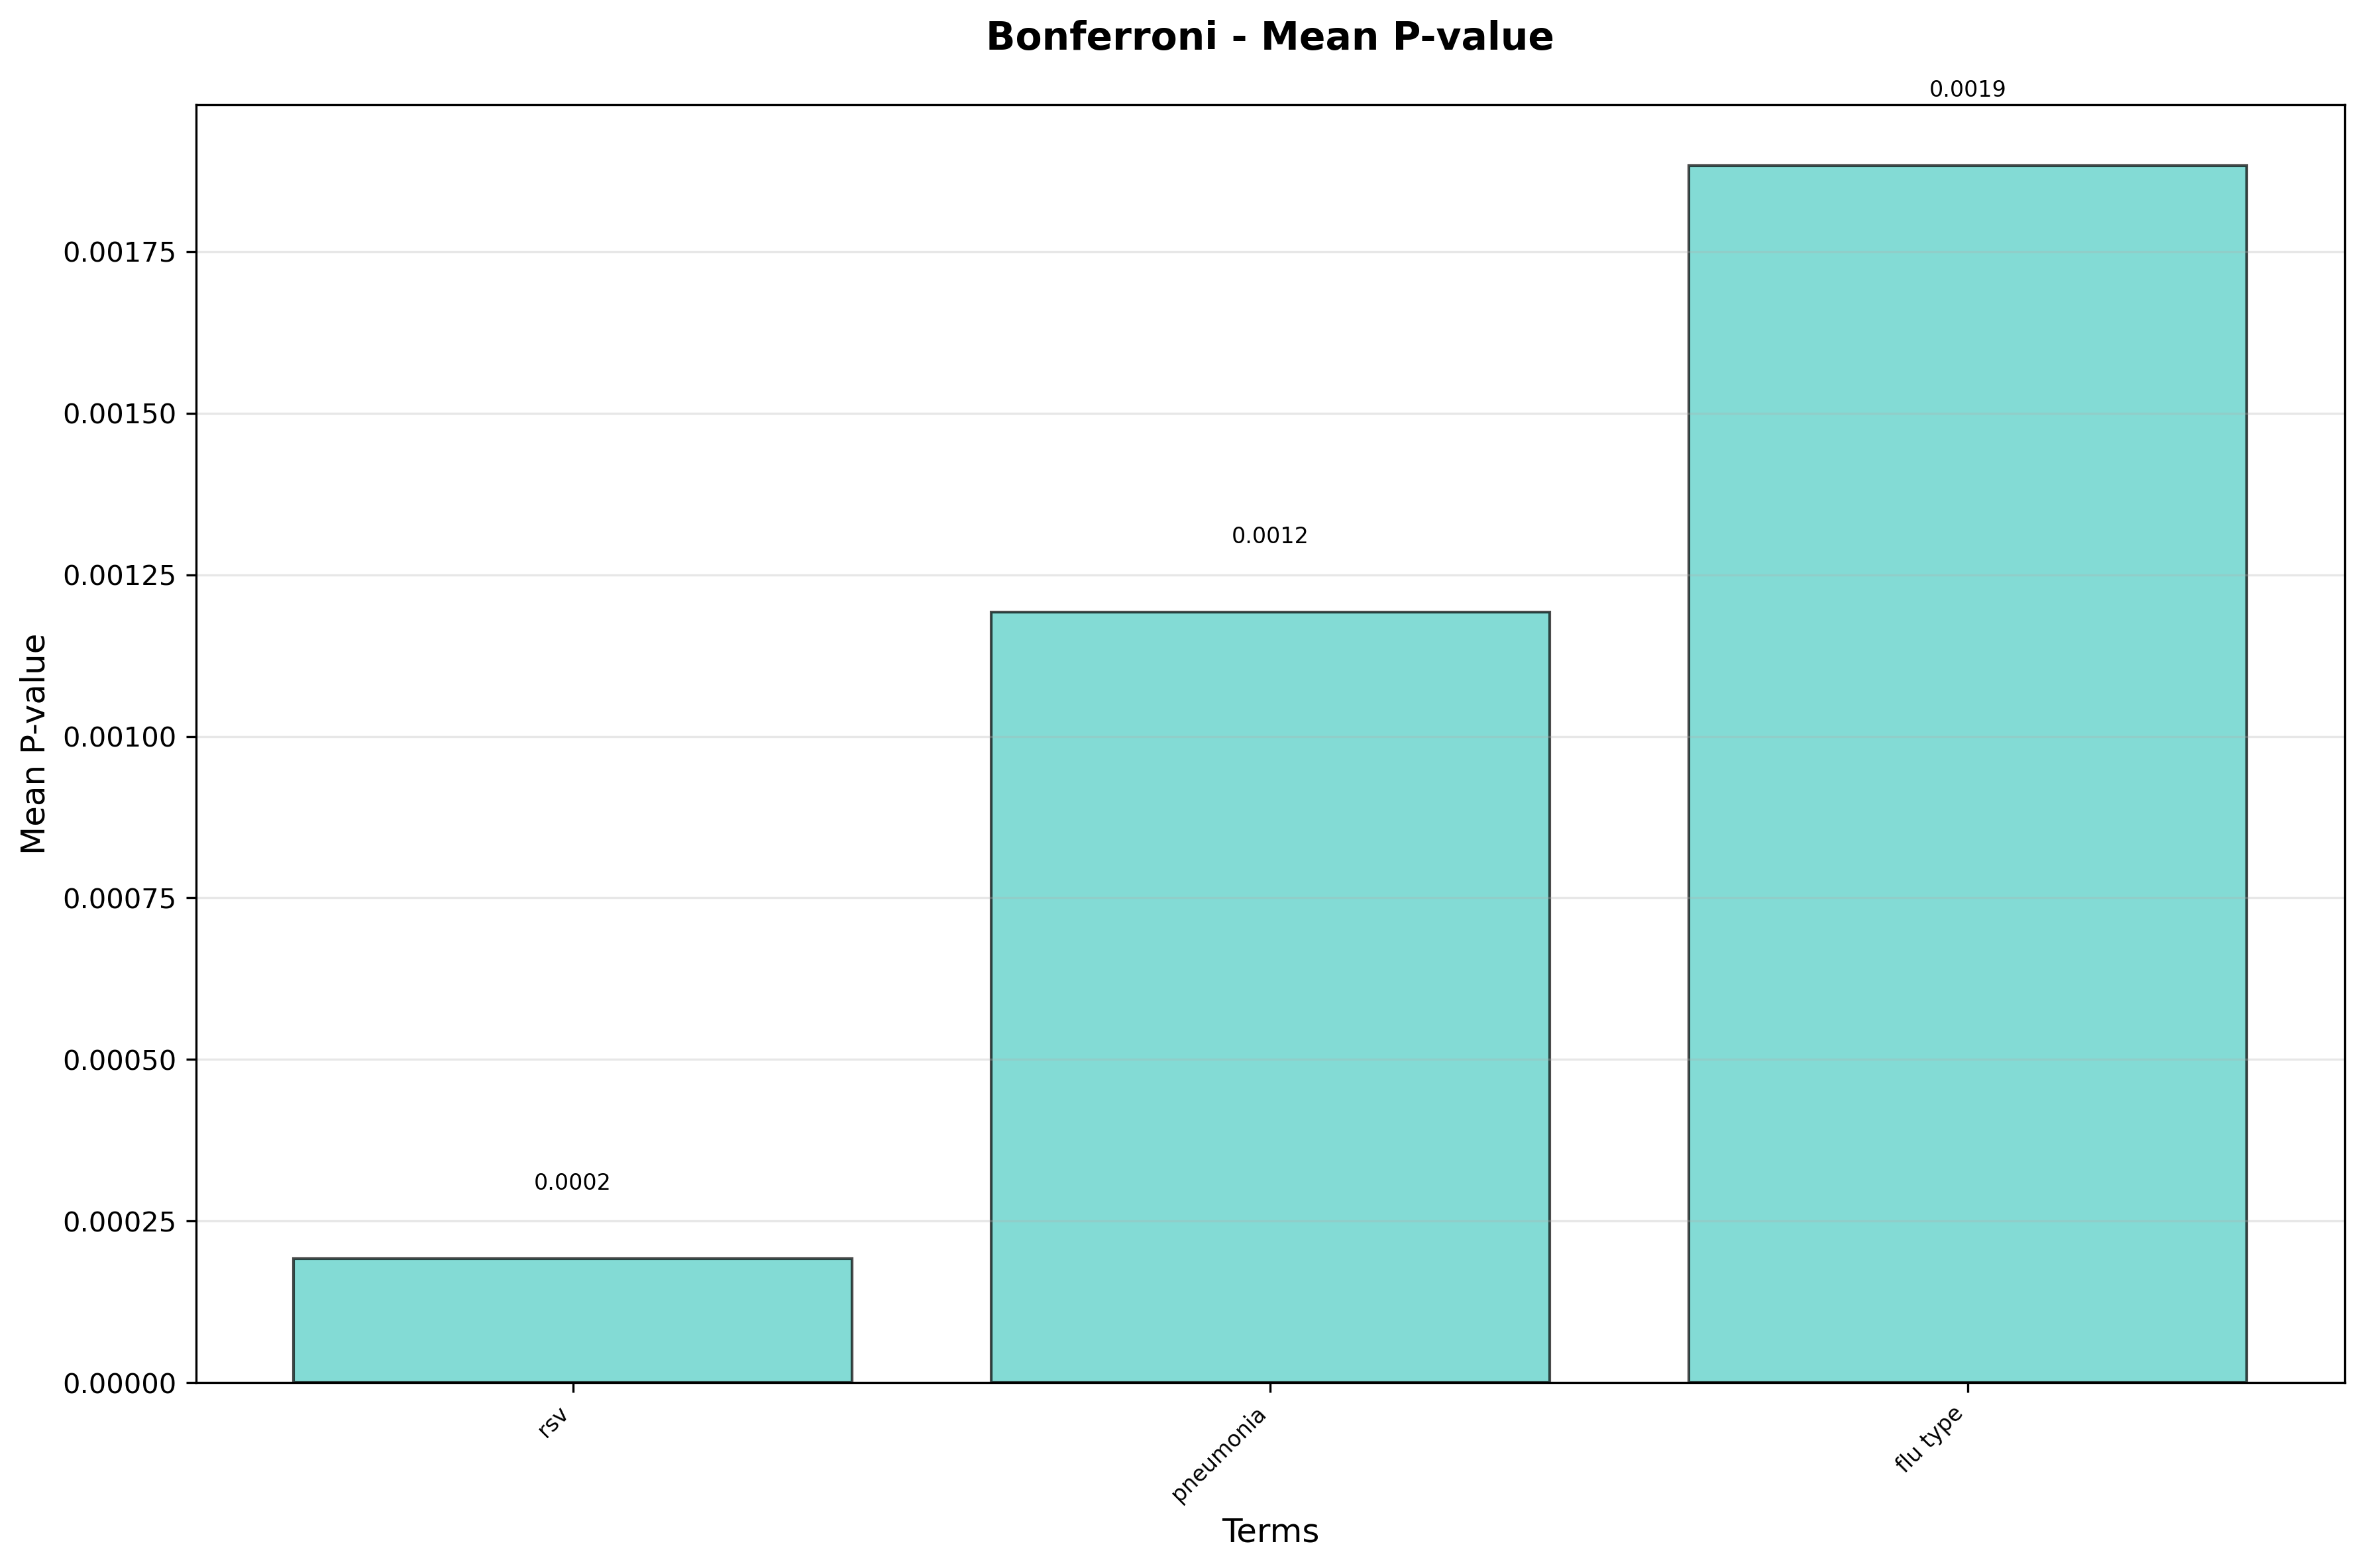 Bonferroni - Mean P-value
0.0019
0.00175
0.00150
0.0012
0.00125
0.00100
Mean P-value
0.00075
0.00050
0.0002
0.00025
0.00000
rsv
pneumonia
flu type
Terms